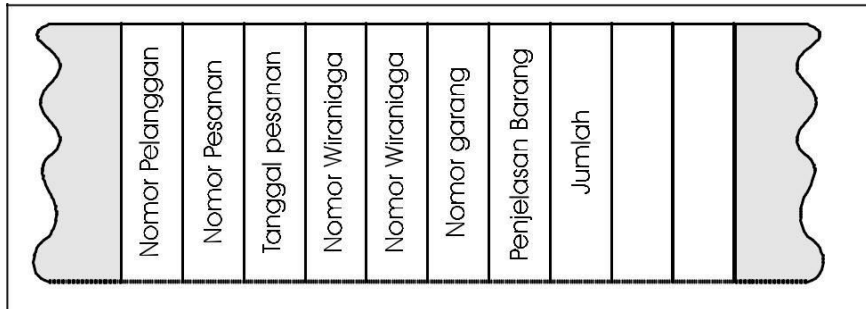 Nomor Pelanggan
Nomor Pesanan
Tanggal pesanan
Nomor Wiraniaga
Nomor Wiraniaga
Nomor garang
Penjelasan Barang
Jumlah